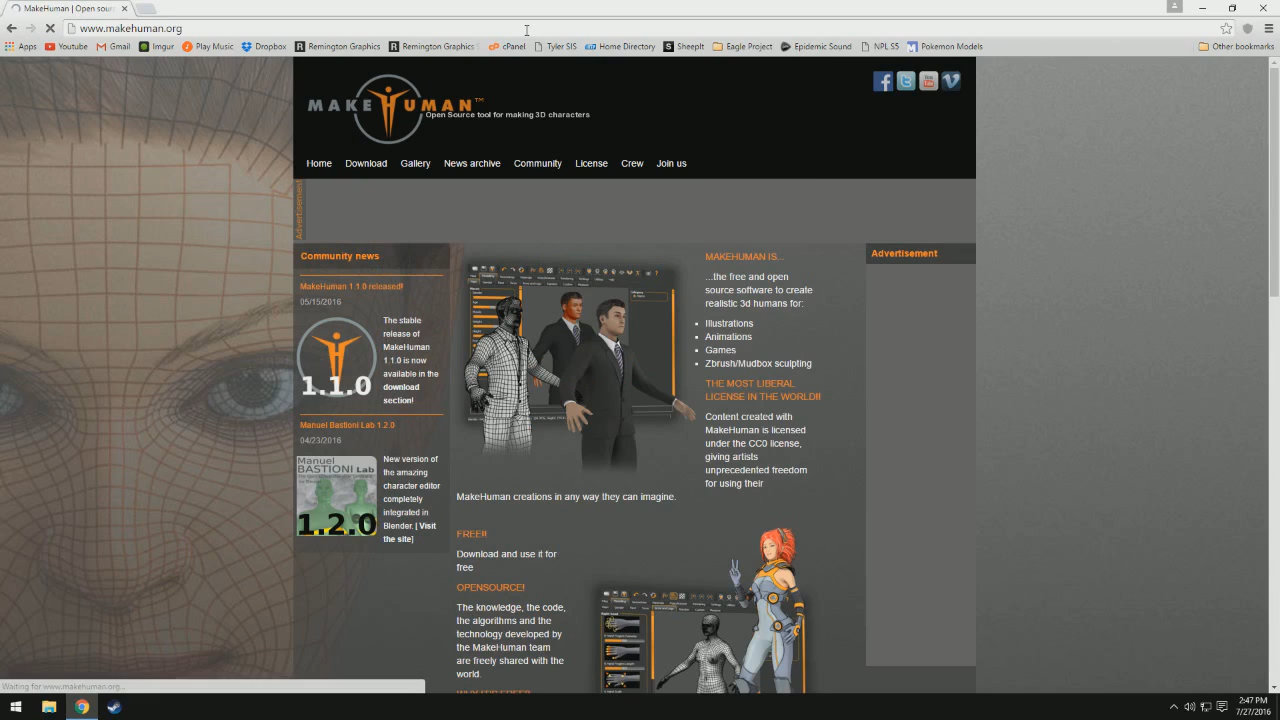 MakeHuman | Open sour
www.makehuman.org
Apps Youtube Gmail Imgur Play Music Dropbox Remington Graphics Remington Graphics cPanel Tyler SIS Home Directory SheepIt Eagle Project Epidemic Sound NPL S5 Pokemon Models Other bookmarks
MAKEHUMAN™
Open Source tool for making 3D characters
Home Download Gallery News archive Community License Crew Join us
Advertisement
Community news
MakeHuman 1.1.0 released!
05/15/2016
The stable
release of
MakeHuman
1.1.0 is now
available in the
download
section!
1.1.0
Manuel Bastioni Lab 1.2.0
04/23/2016
Manuel
BASTIONI Lab
1.2.0
New version of
the amazing
character editor
completely
integrated in
Blender. [ Visit
the site]
MAKEHUMAN IS...
...the free and open
source software to create
realistic 3d humans for:
Illustrations
Animations
Games
Zbrush/Mudbox sculpting
THE MOST LIBERAL
LICENSE IN THE WORLD!!
Content created with
MakeHuman is licensed
under the CC0 license,
giving artists
unprecedented freedom
for using their
MakeHuman creations in any way they can imagine.
FREE!!
Download and use it for
free
OPENSOURCE!
The knowledge, the code,
the algorithms and the
technology developed by
the MakeHuman team
are freely shared with the
world.
Advertisement
Waiting for www.makehuman.org...
2:47 PM
7/27/2016